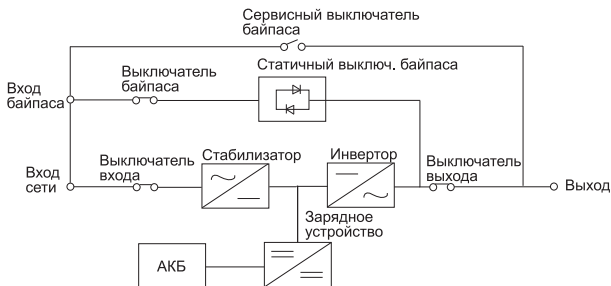 Сервисный выключатель
байпаса
Статичный выключ. байпаса
Выключатель
байпаса
Вход
байпаса
Стабилизатор
Инвертор
Выключатель
входа
Выключатель
выхода
Вход
сети
Выход
Зарядное
устройство
АКБ